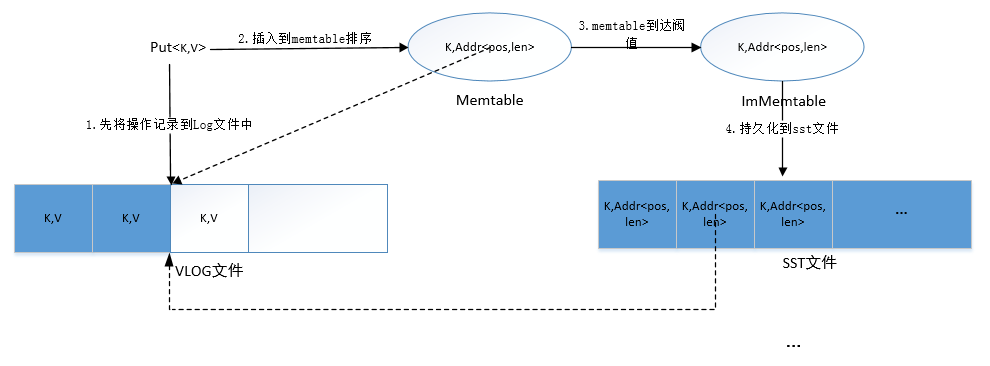 Put<K,V>
2.插入到memtable排序
K,Addr<pos,len>
Memtable
3.memtable到达阀
值
K,Addr<pos,len>
ImMemtable
1.先将操作记录到Log文件中
4.持久化到sst文件
K,V
K,V
K,V
VLOG文件
K,Addr<pos,
len>
K,Addr<pos,
len>
K,Addr<pos,
len>
...
SST文件
...